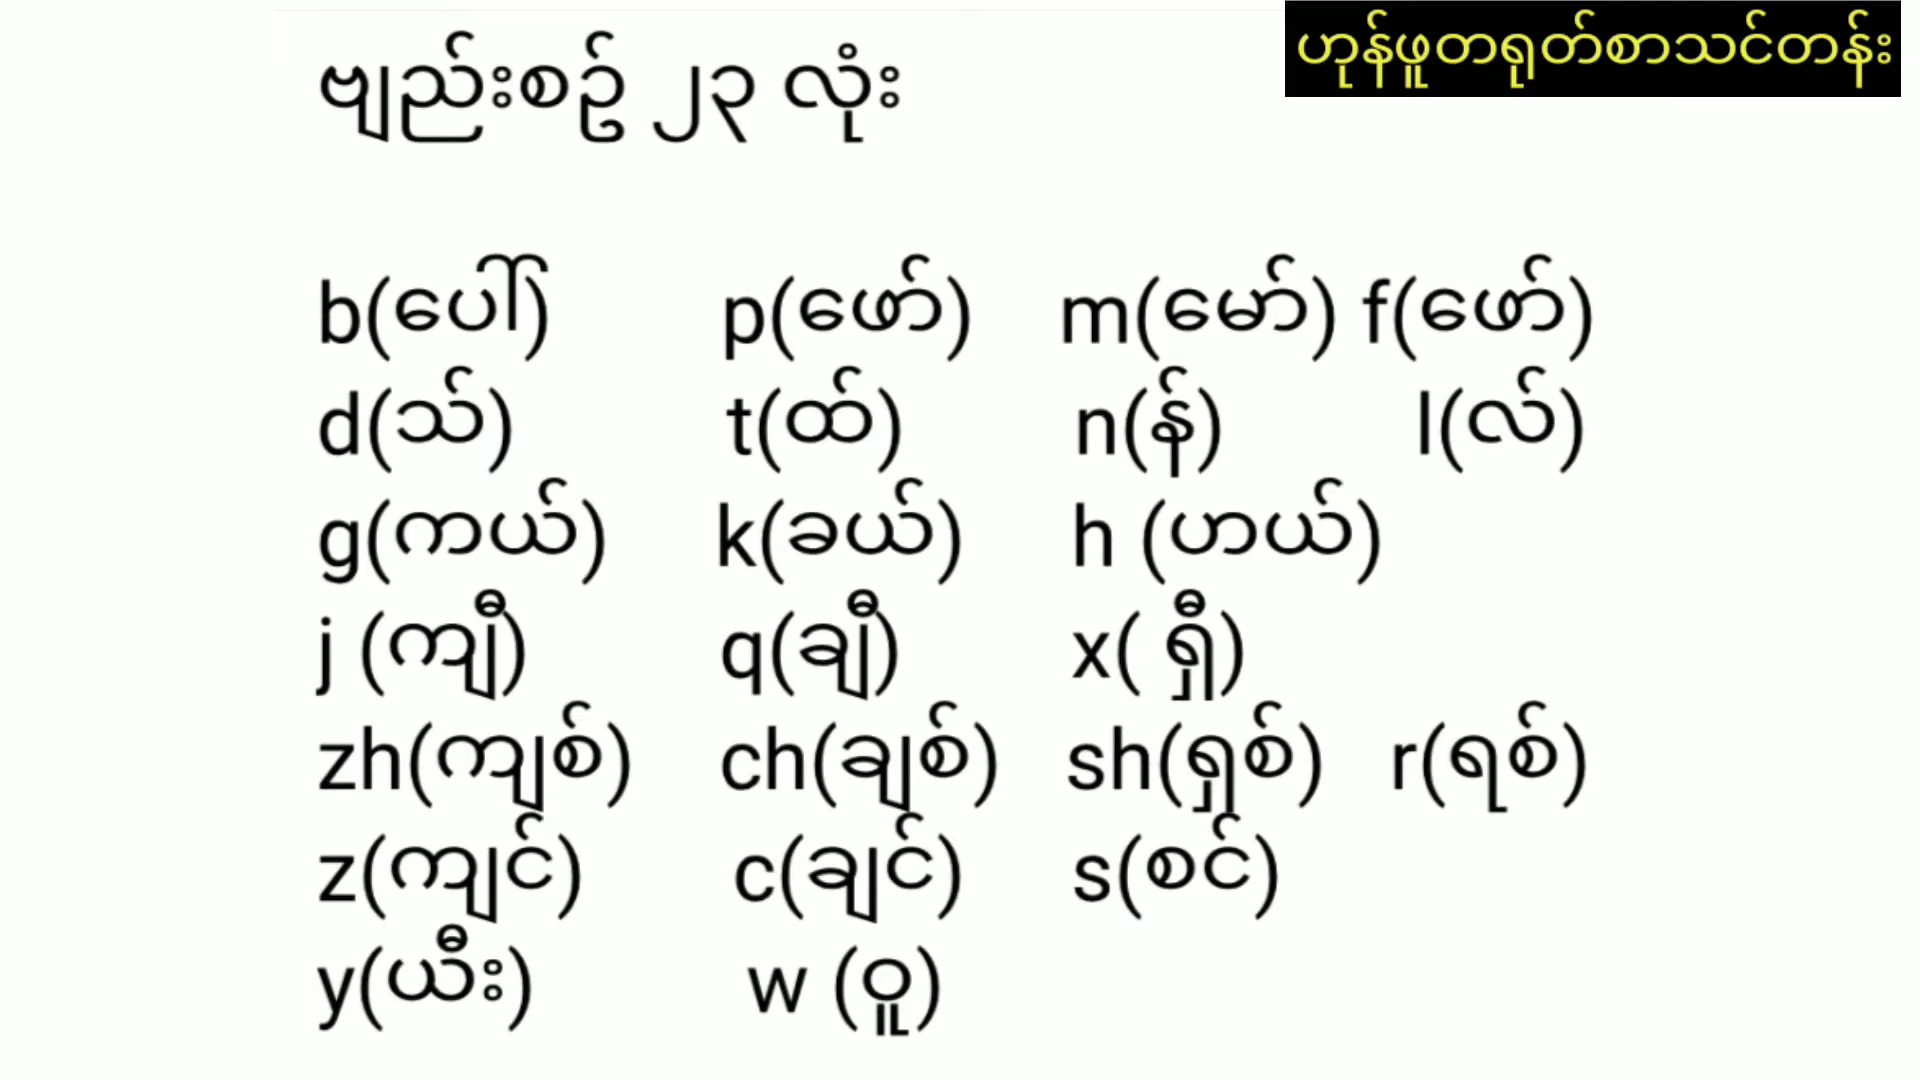 ဟုန်ဖူတရုတ်စာသင်တန်း
ဗျည်းစဥ် ၂၃ လုံး
b(ပေါ်) p(ဖော်) m(မော်) f(ဖော်)
d(သ်) t(ထ်) n(န်) l(လ်)
g(ကယ်) k(ခယ်) h (ဟယ်)
j (ကျီ) q(ချီ) x( ရှီ)
zh(ကျစ်) ch(ချစ်) sh(ရှစ်) r(ရစ်)
z(ကျင်) c(ချင်) s(စင်)
y(ယီး) w (ဝူ)